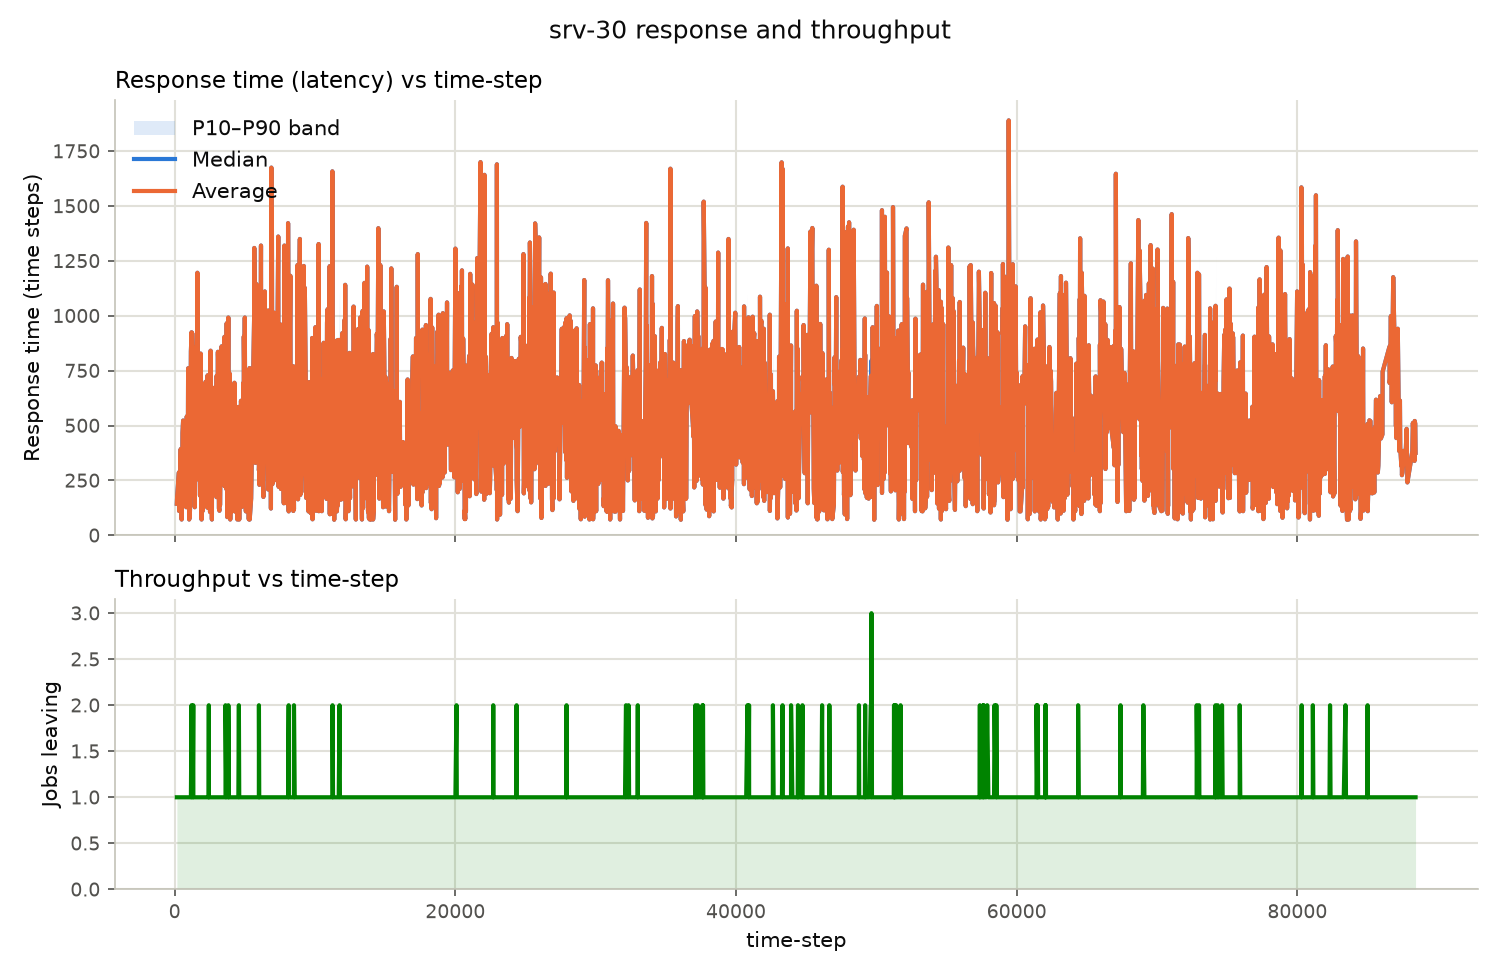 srv-30 response and throughput
Response time (latency) vs time-step
P10–P90 band
Median
Average
Response time (time steps)
1750
1500
1250
1000
750
500
250
0
Throughput vs time-step
Jobs leaving
3.0
2.5
2.0
1.5
1.0
0.5
0.0
0
20000
40000
60000
80000
time-step